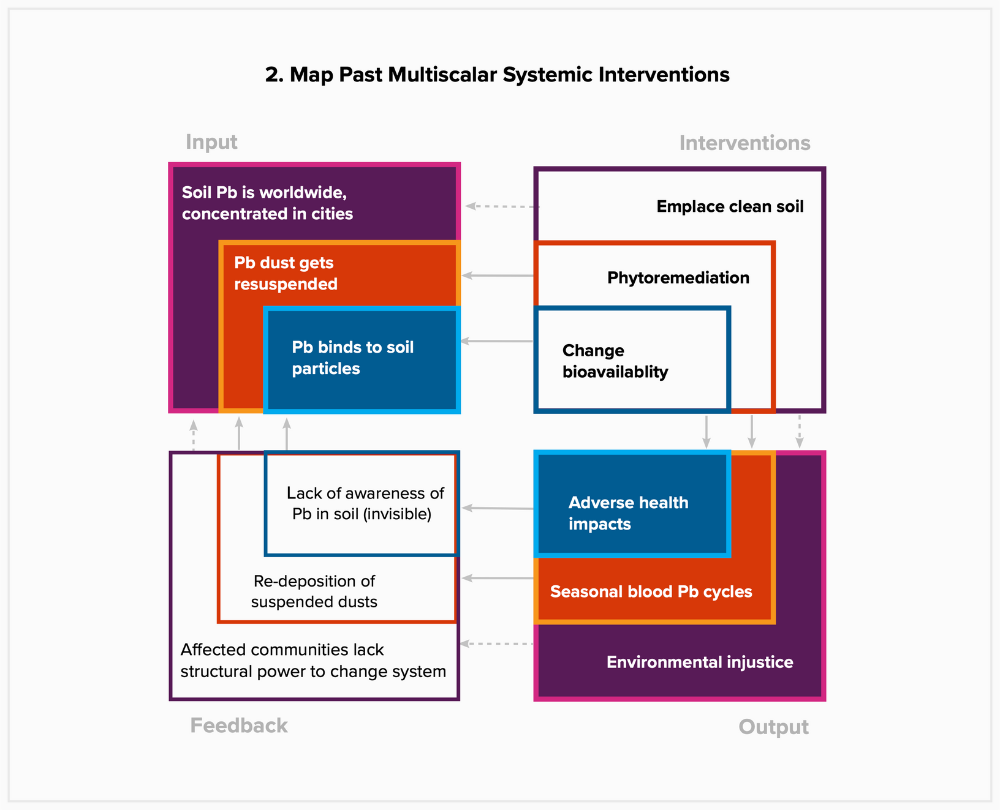 2. Map Past Multiscalar Systemic Interventions
Input
Interventions
Soil Pb is worldwide,
concentrated in cities
Pb dust gets
resuspended
Pb binds to soil
particles
Emplace clean soil
Phytoremediation
Change
bioavailablity
Lack of awareness of
Pb in soil (invisible)
Re-deposition of
suspended dusts
Affected communities lack
structural power to change system
Adverse health
impacts
Seasonal blood Pb cycles
Environmental injustice
Feedback
Output